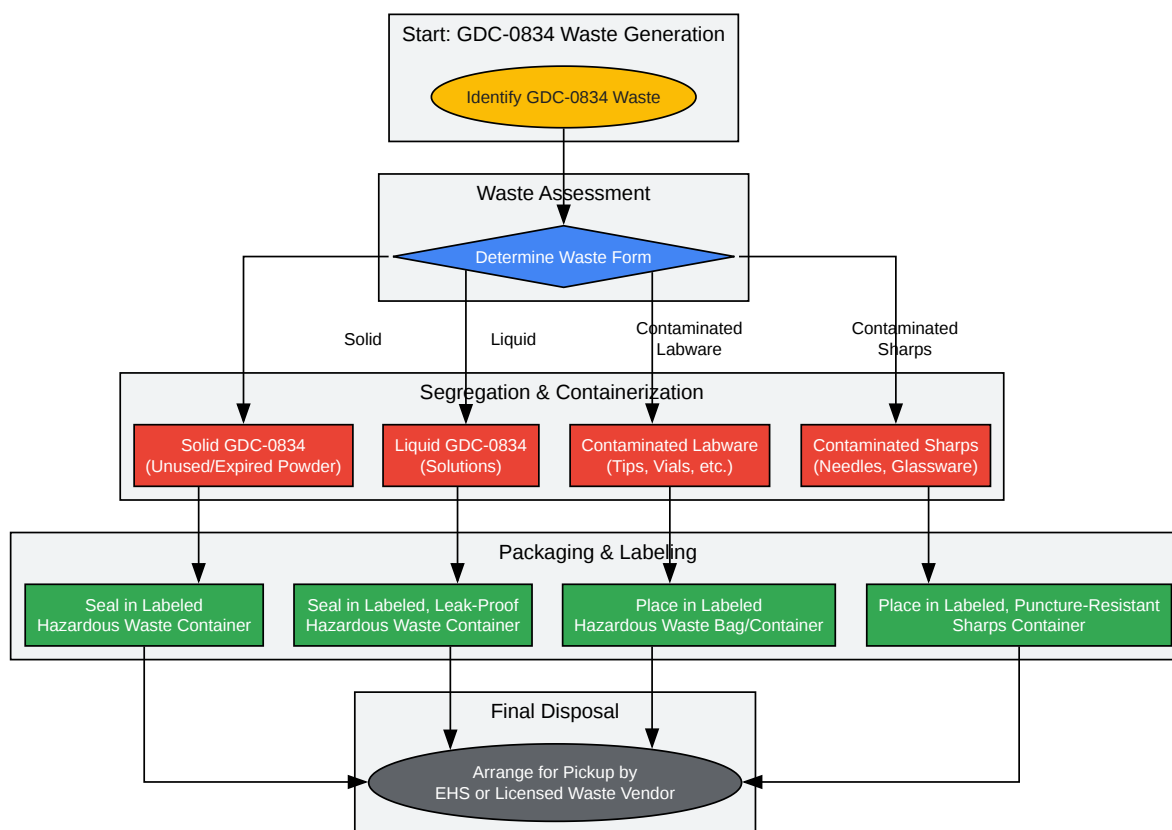 Start: GDC-0834 Waste Generation
Identify GDC-0834 Waste
Waste Assessment
Determine Waste Form
Solid
Liquid
Contaminated
Labware
Contaminated
Sharps
Segregation & Containerization
Solid GDC-0834
(Unused/Expired Powder)
Liquid GDC-0834
(Solutions)
Contaminated Labware
(Tips, Vials, etc.)
Contaminated Sharps
(Needles, Glassware)
Packaging & Labeling
Seal in Labeled
Hazardous Waste Container
Seal in Labeled, Leak-Proof
Hazardous Waste Container
Place in Labeled
Hazardous Waste Bag/Container
Place in Labeled, Puncture-Resistant
Sharps Container
Final Disposal
Arrange for Pickup by
EHS or Licensed Waste Vendor